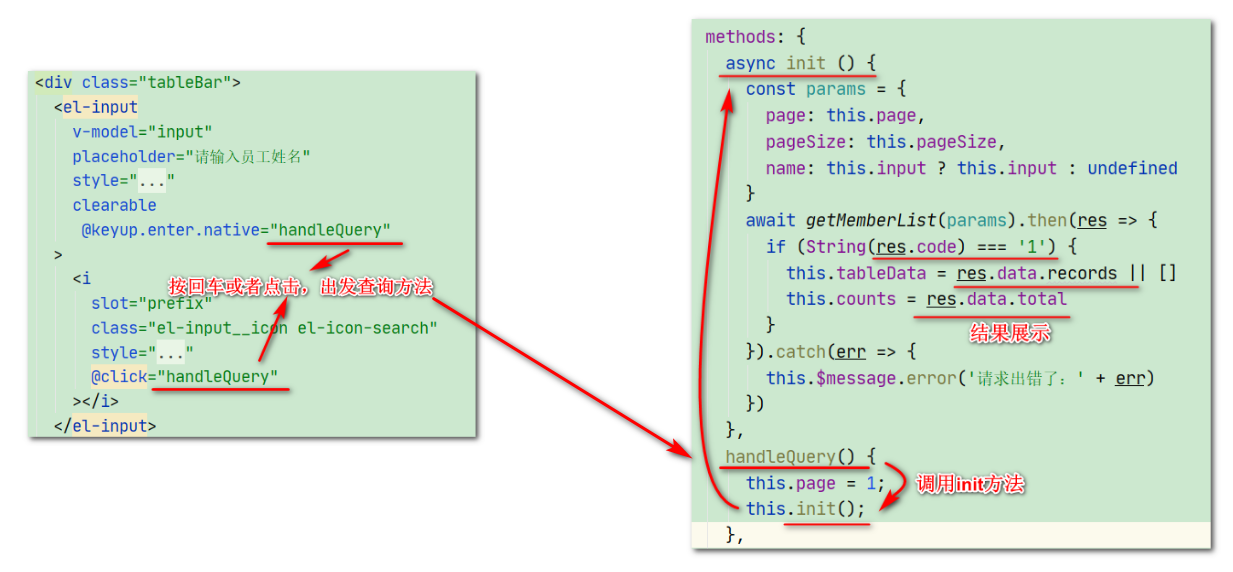 <div class="tableBar">
<el-input
v-model="input"
placeholder="请输入员工姓名"
style="..."
clearable
@keyup.enter.native="handleQuery"
>
<i
按回车或者点击，出发查询方法
slot="prefix"
class="el-input__icon el-icon-search"
style="..."
@click="handleQuery"
></i>
</el-input>
methods: {
async init () {
const params = {
page: this.page,
pageSize: this.pageSize,
name: this.input ? this.input : undefined
}
await getMemberList(params).then(res => {
if (String(res.code) === '1') {
this.tableData = res.data.records || []
this.counts = res.data.total
}
结果展示
}).catch(err => {
this.$message.error('请求出错了：' + err)
})
},
handleQuery() {
this.page = 1;
调用init方法
this.init();
},